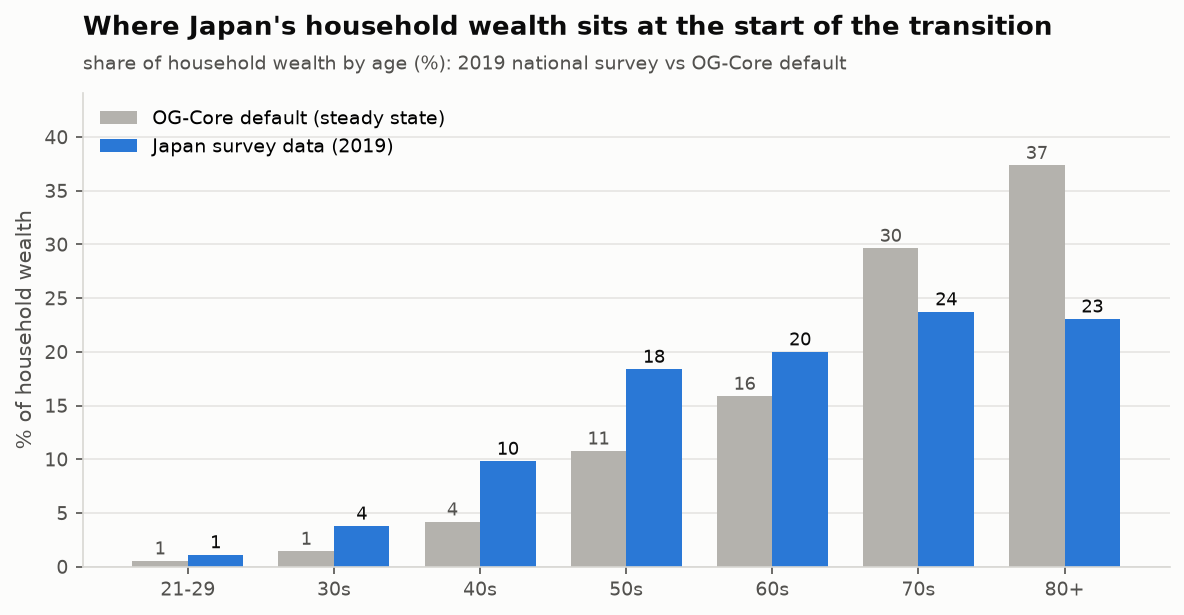 Where Japan's household wealth sits at the start of the transition
share of household wealth by age (%): 2019 national survey vs OG-Core default
OG-Core default (steady state)
Japan survey data (2019)
% of household wealth
40
35
30
25
20
15
10
5
0
1 1
1 4
4 10
11 18
16 20
30 24
37 23
21-29 30s 40s 50s 60s 70s 80+